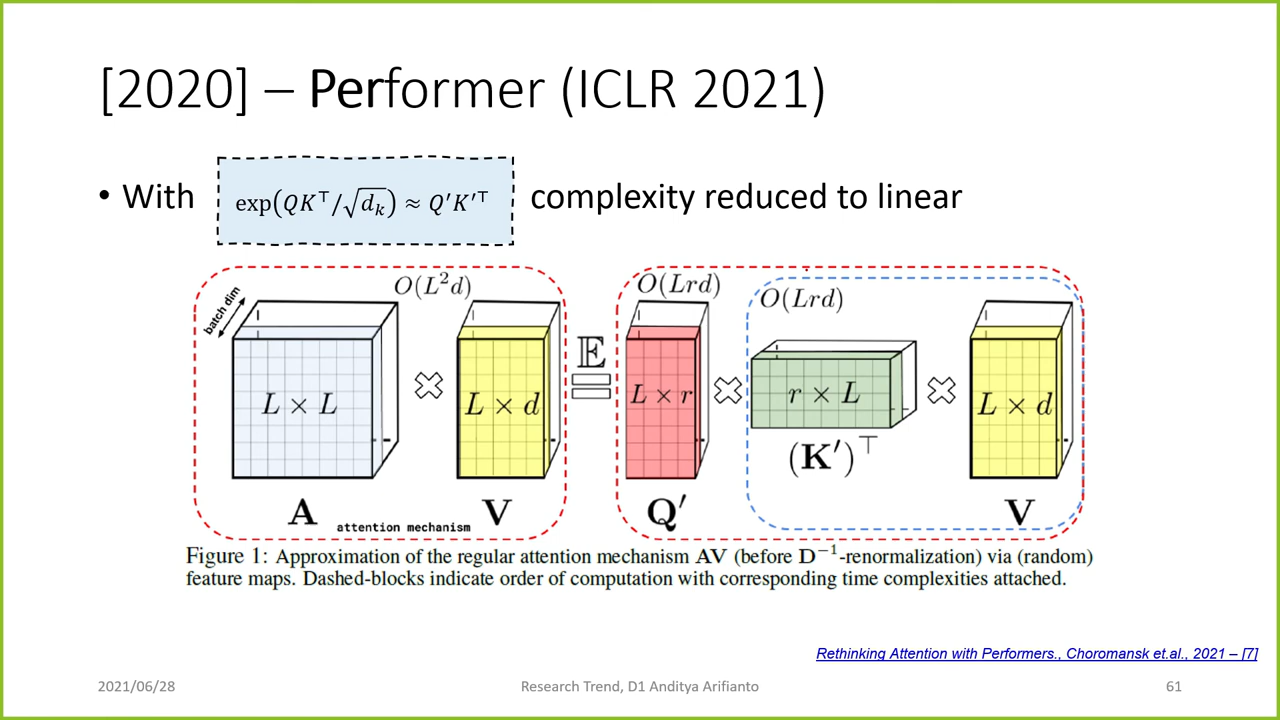 [2020] – Performer (ICLR 2021)
• With exp(QK⊤/√dₖ) ≈ Q′K′⊤ complexity reduced to linear
batch dim
O(L²d)
O(Lrd)
O(Lrd)
𝔼
L × L
L × d
L × r
r × L
L × d
(K′)⊤
A
attention mechanism
V
Q′
V
Figure 1: Approximation of the regular attention mechanism AV (before D⁻¹-renormalization) via (random)
feature maps. Dashed-blocks indicate order of computation with corresponding time complexities attached.
Rethinking Attention with Performers., Choromansk et.al., 2021 – [7]
2021/06/28
Research Trend, D1 Anditya Arifianto
61